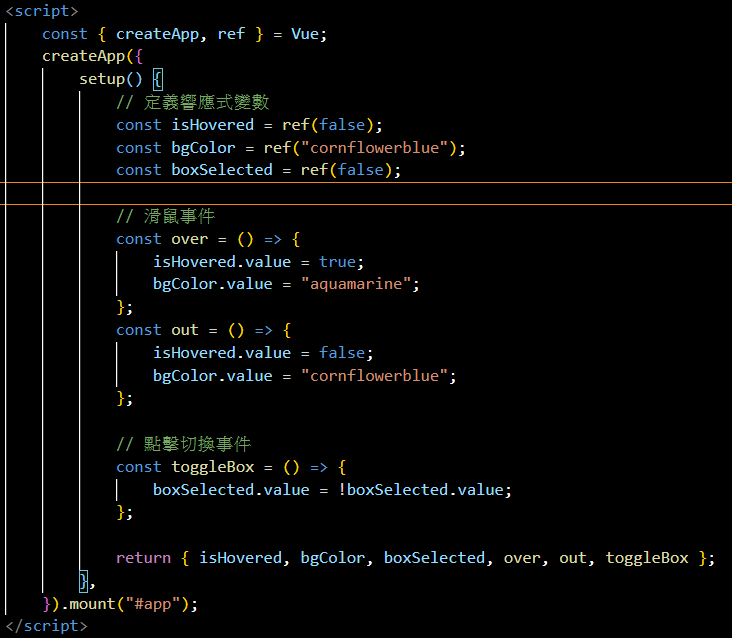 <script>
const { createApp, ref } = Vue;
createApp({
setup() {
// 定義響應式變數
const isHovered = ref(false);
const bgColor = ref("cornflowerblue");
const boxSelected = ref(false);
// 滑鼠事件
const over = () => {
isHovered.value = true;
bgColor.value = "aquamarine";
};
const out = () => {
isHovered.value = false;
bgColor.value = "cornflowerblue";
};
// 點擊切換事件
const toggleBox = () => {
boxSelected.value = !boxSelected.value;
};
return { isHovered, bgColor, boxSelected, over, out, toggleBox };
},
}).mount("#app");
</script>